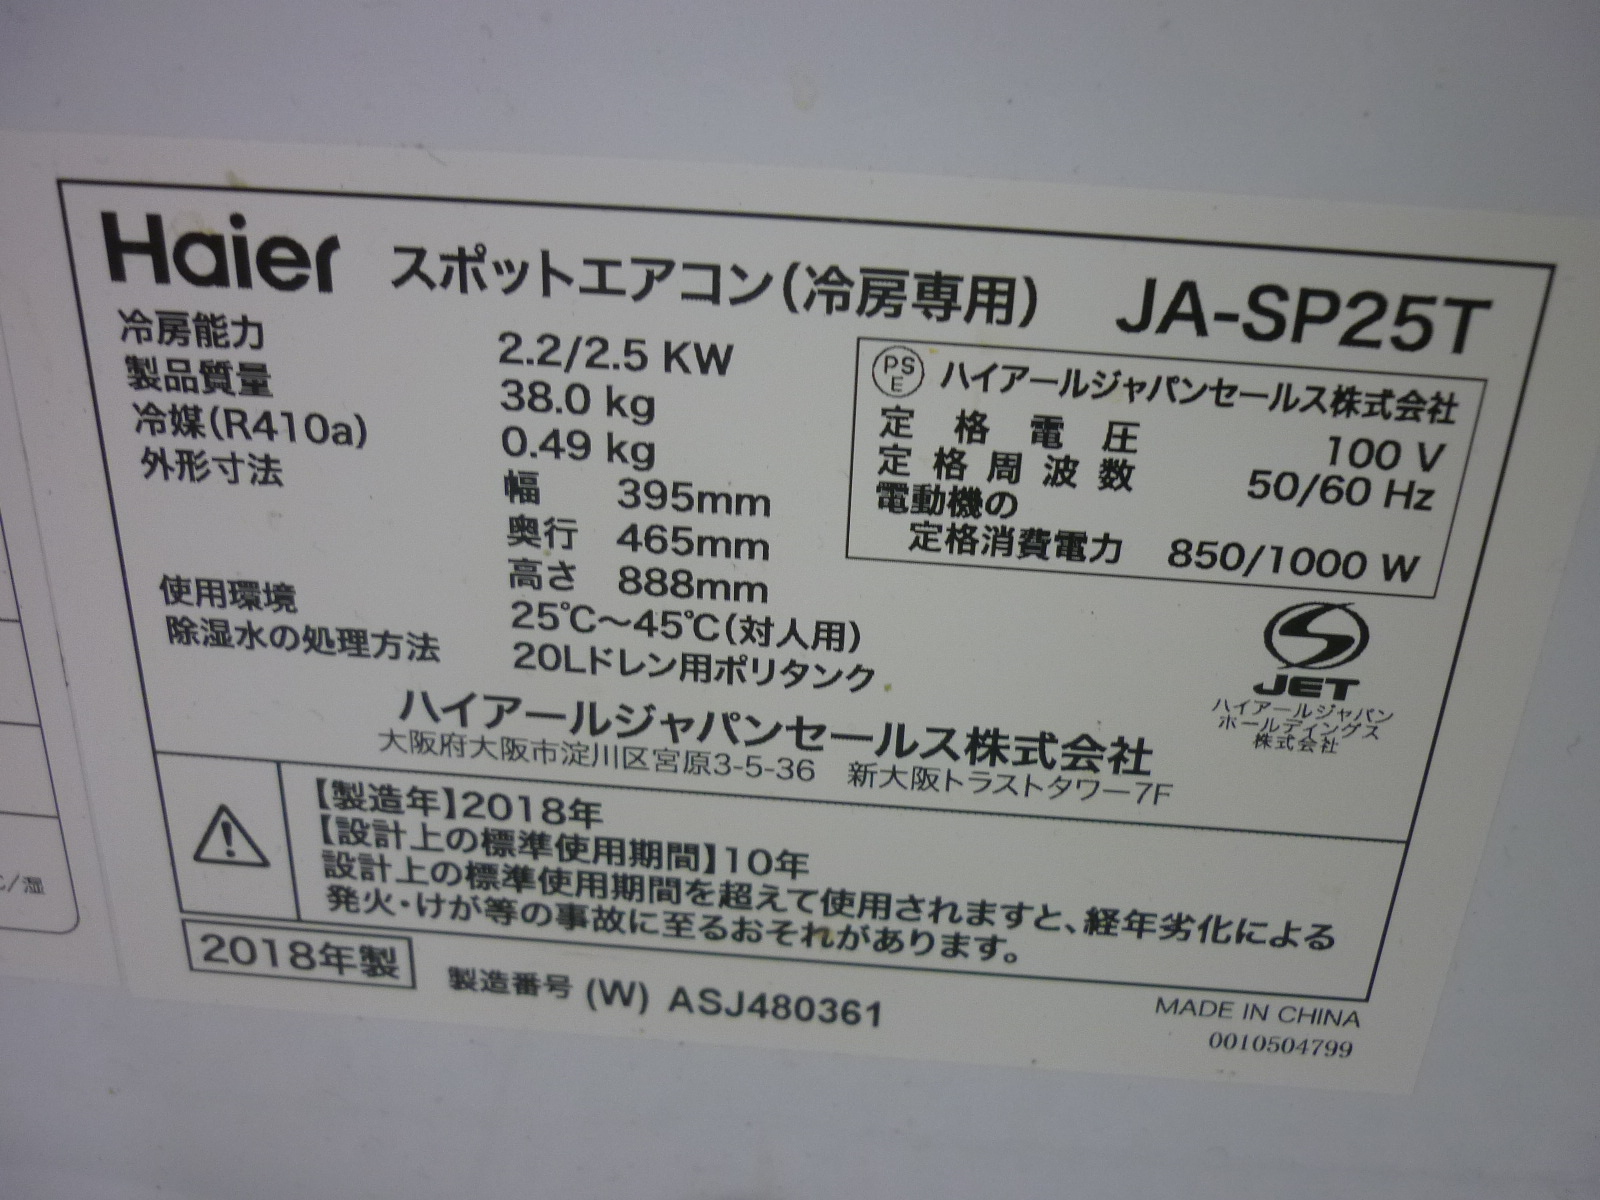 Haier スポットエアコン(冷房専用) JA-SP25T
冷房能力 2.2/2.5 KW
製品質量 38.0 kg
冷媒(R410a) 0.49 kg
外形寸法 幅 395mm
奥行 465mm
高さ 888mm
使用環境 25℃～45℃(対人用)
除湿水の処理方法 20Lドレン用ポリタンク
PSE ハイアールジャパンセールス株式会社
定格電圧 100 V
定格周波数 50/60 Hz
電動機の
定格消費電力 850/1000 W
JET
ハイアールジャパン
ホールディングス
株式会社
ハイアールジャパンセールス株式会社
大阪府大阪市淀川区宮原3-5-36 新大阪トラストタワー7F
【製造年】2018年
【設計上の標準使用期間】10年
設計上の標準使用期間を超えて使用されますと、経年劣化による
発火・けが等の事故に至るおそれがあります。
2018年製 製造番号 (W) ASJ480361
MADE IN CHINA
0010504799
/湿